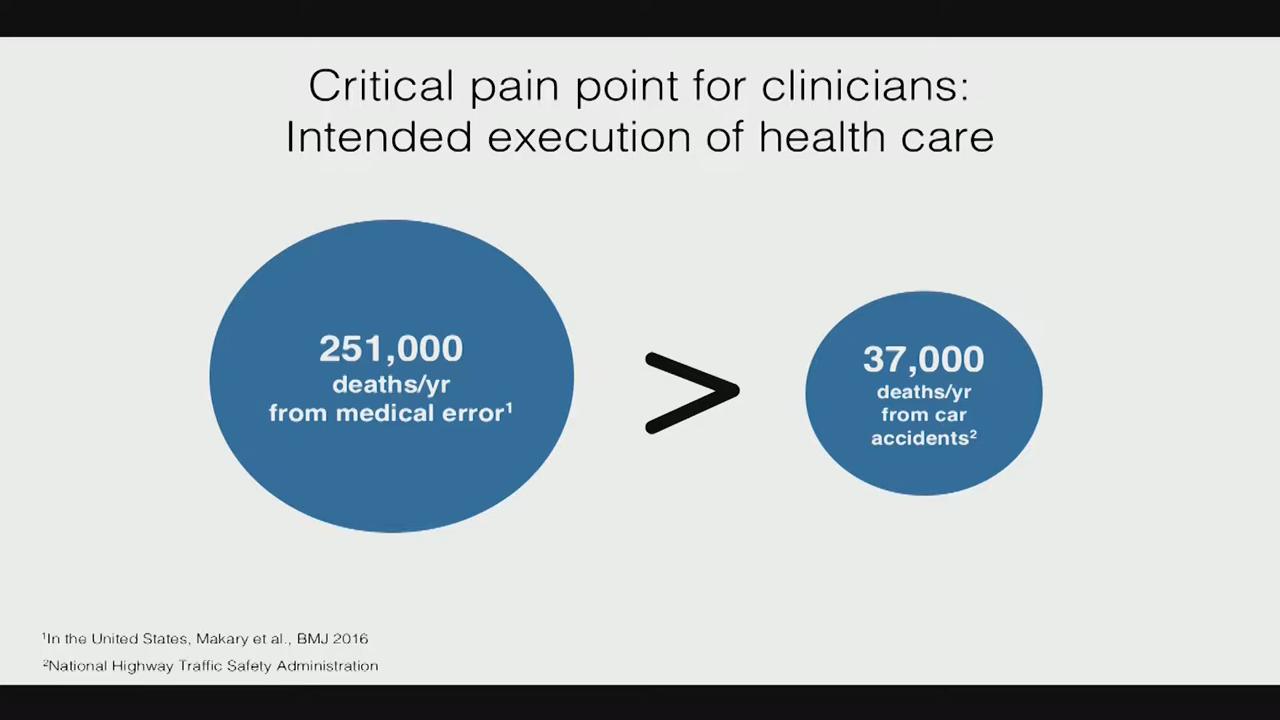 Critical pain point for clinicians:
Intended execution of health care
251,000
deaths/yr
from medical error¹
>
37,000
deaths/yr
from car
accidents²
¹In the United States, Makary et al., BMJ 2016
²National Highway Traffic Safety Administration